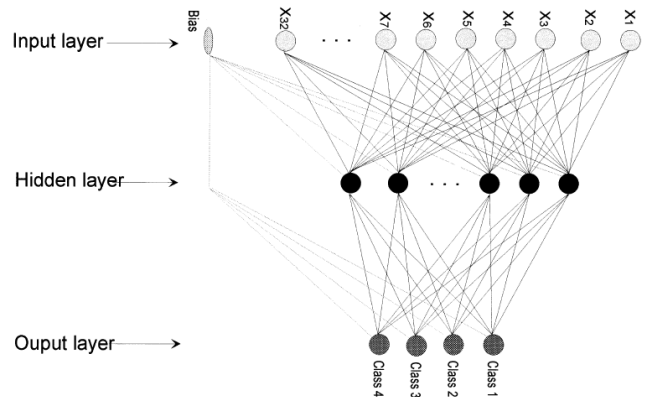 Input layer
Bias
X32
...
X7
X6
X5
X4
X3
X2
X1
Hidden layer
...
Ouput layer
Class 4
Class 3
Class 2
Class 1